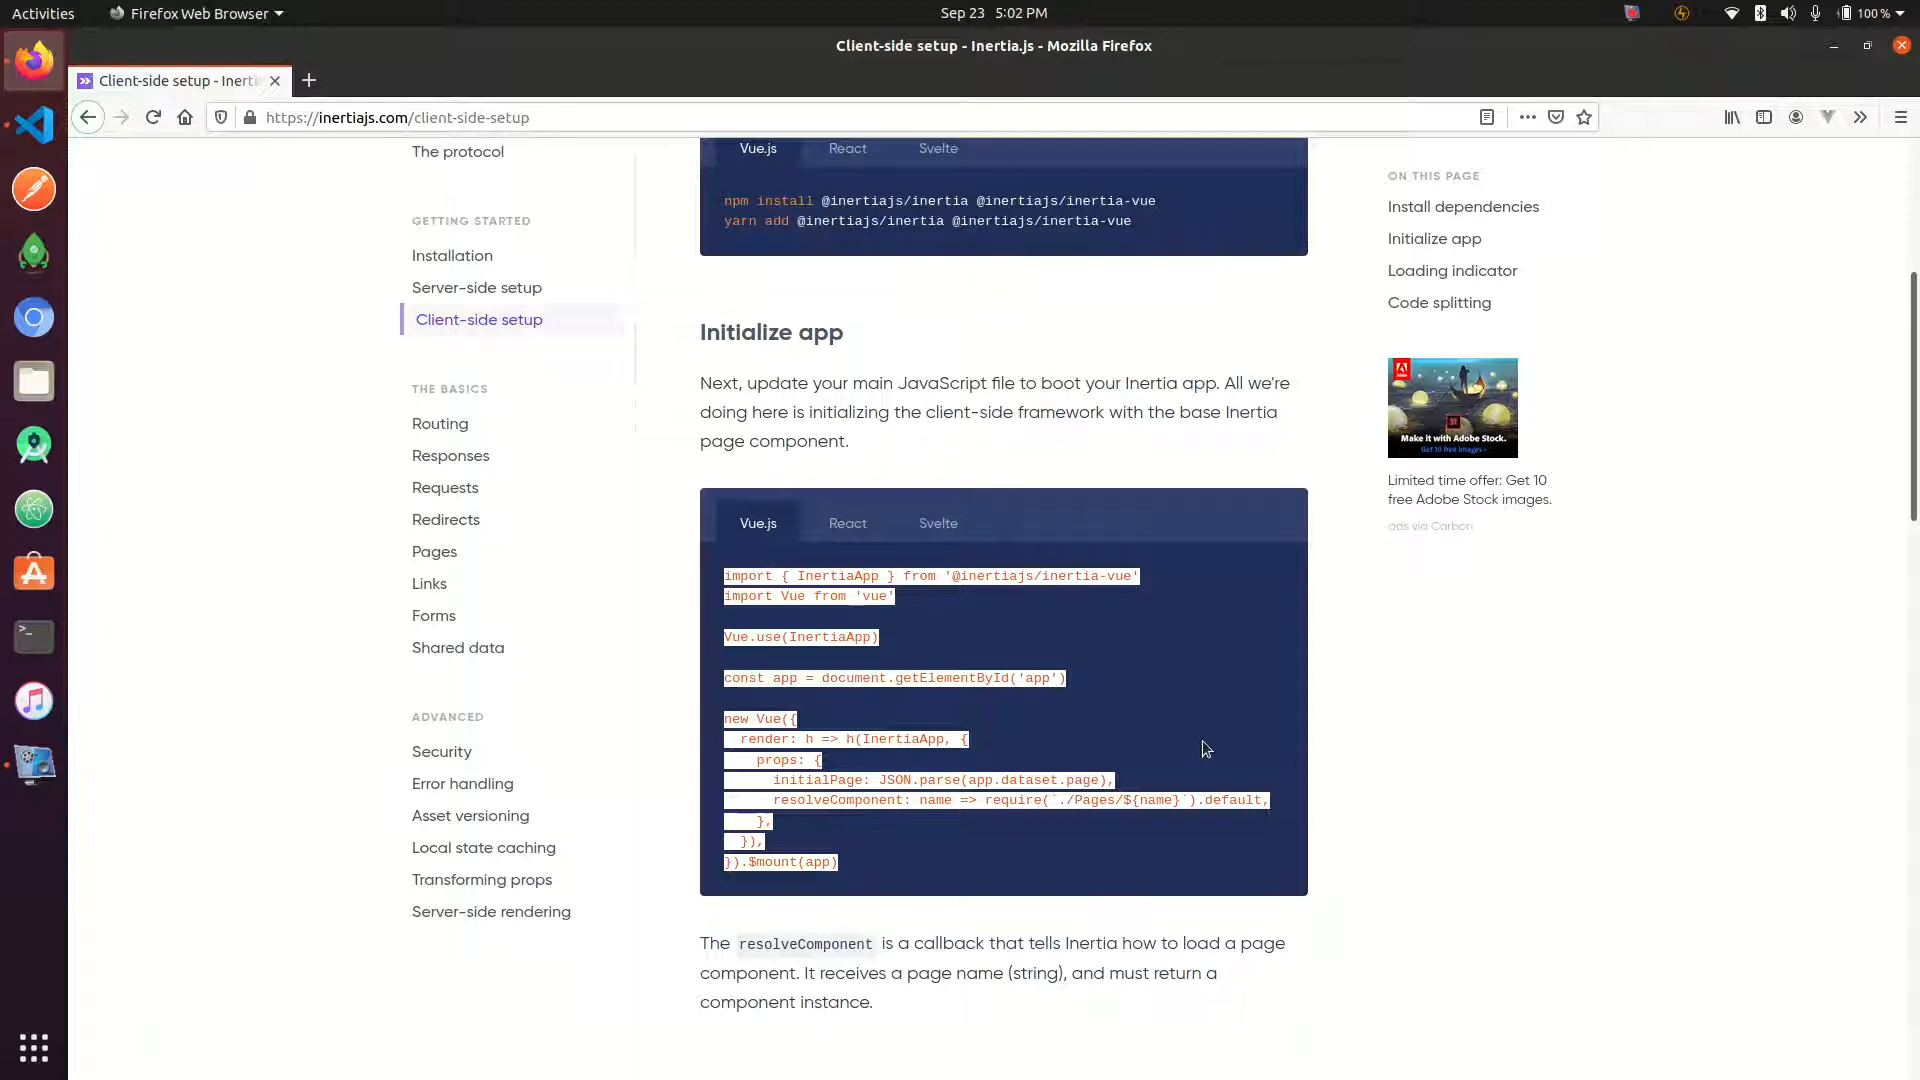 Activities
Firefox Web Browser
Sep 23 5:02 PM
100 %
Client-side setup - Inertia.js - Mozilla Firefox
Client-side setup - Inerti
https://inertiajs.com/client-side-setup
The protocol
GETTING STARTED
Installation
Server-side setup
Client-side setup
THE BASICS
Routing
Responses
Requests
Redirects
Pages
Links
Forms
Shared data
ADVANCED
Security
Error handling
Asset versioning
Local state caching
Transforming props
Server-side rendering
Vue.js React Svelte
npm install @inertiajs/inertia @inertiajs/inertia-vue
yarn add @inertiajs/inertia @inertiajs/inertia-vue
Initialize app
Next, update your main JavaScript file to boot your Inertia app. All we're
doing here is initializing the client-side framework with the base Inertia
page component.
Vue.js React Svelte
import { InertiaApp } from '@inertiajs/inertia-vue'
import Vue from 'vue'
Vue.use(InertiaApp)
const app = document.getElementById('app')
new Vue({
  render: h => h(InertiaApp, {
    props: {
      initialPage: JSON.parse(app.dataset.page),
      resolveComponent: name => require(`./Pages/${name}`).default,
    },
  }),
}).$mount(app)
The resolveComponent is a callback that tells Inertia how to load a page
component. It receives a page name (string), and must return a
component instance.
ON THIS PAGE
Install dependencies
Initialize app
Loading indicator
Code splitting
St
Make it with Adobe Stock.
Get 10 free images ›
Limited time offer: Get 10
free Adobe Stock images.
ads via Carbon